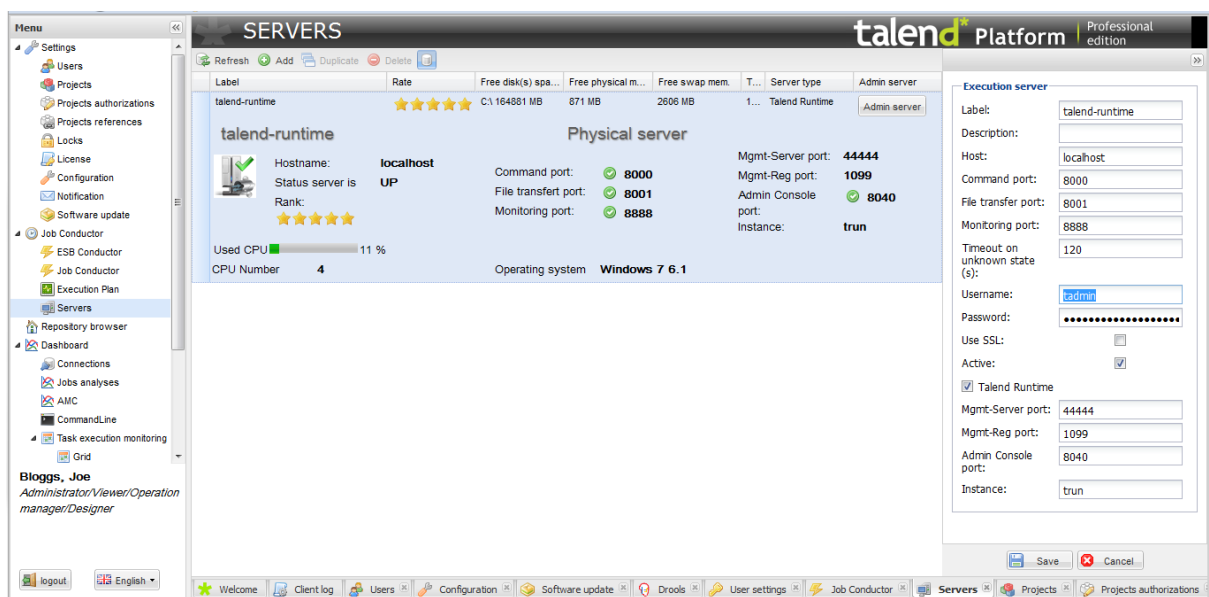 Menu
Settings
Users
Projects
Projects authorizations
Projects references
Locks
License
Configuration
Notification
Software update
Job Conductor
ESB Conductor
Job Conductor
Execution Plan
Servers
Repository browser
Dashboard
Connections
Jobs analyses
AMC
CommandLine
Task execution monitoring
Grid
Bloggs, Joe
Administrator/Viewer/Operation
manager/Designer
logout English
SERVERS
talend* Platform Professional
edition
Refresh Add Duplicate Delete
Label Rate Free disk(s) spa... Free physical m... Free swap mem. T... Server type Admin server
talend-runtime C:\ 164881 MB 871 MB 2606 MB 1... Talend Runtime Admin server
talend-runtime Physical server
Hostname: localhost
Status server is UP
Rank:
Command port: 8000
File transfert port: 8001
Monitoring port: 8888
Mgmt-Server port: 44444
Mgmt-Reg port: 1099
Admin Console 8040
port:
Instance: trun
Used CPU 11 %
CPU Number 4 Operating system Windows 7 6.1
Execution server
Label: talend-runtime
Description:
Host: localhost
Command port: 8000
File transfer port: 8001
Monitoring port: 8888
Timeout on 120
unknown state
(s):
Username: tadmin
Password:
Use SSL:
Active:
Talend Runtime
Mgmt-Server port: 44444
Mgmt-Reg port: 1099
Admin Console 8040
port:
Instance: trun
Save Cancel
Welcome Client log Users Configuration Software update Drools User settings Job Conductor Servers Projects Projects authorizations